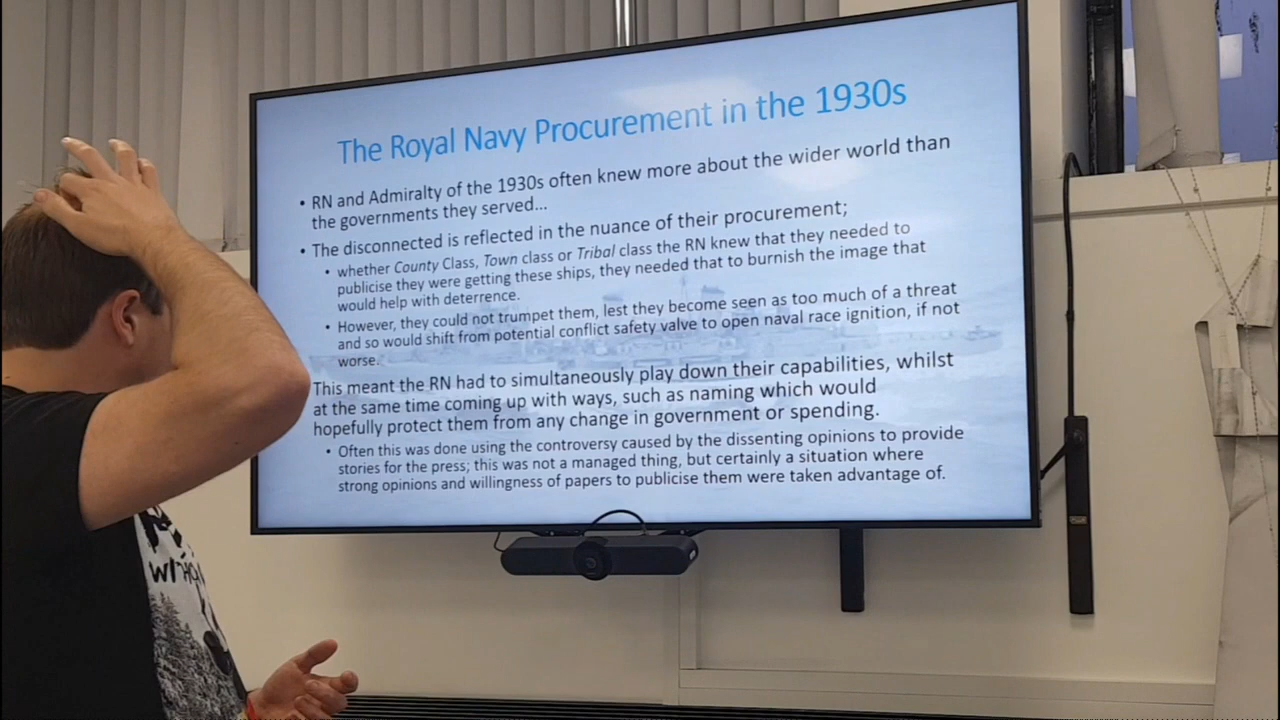 The Royal Navy Procurement in the 1930s
• RN and Admiralty of the 1930s often knew more about the wider world than
the governments they served...
• The disconnected is reflected in the nuance of their procurement;
• whether County Class, Town class or Tribal class the RN knew that they needed to
publicise they were getting these ships, they needed that to burnish the image that
would help with deterrence.
• However, they could not trumpet them, lest they become seen as too much of a threat
and so would shift from potential conflict safety valve to open naval race ignition, if not
worse.
This meant the RN had to simultaneously play down their capabilities, whilst
at the same time coming up with ways, such as naming which would
hopefully protect them from any change in government or spending.
• Often this was done using the controversy caused by the dissenting opinions to provide
stories for the press; this was not a managed thing, but certainly a situation where
strong opinions and willingness of papers to publicise them were taken advantage of.